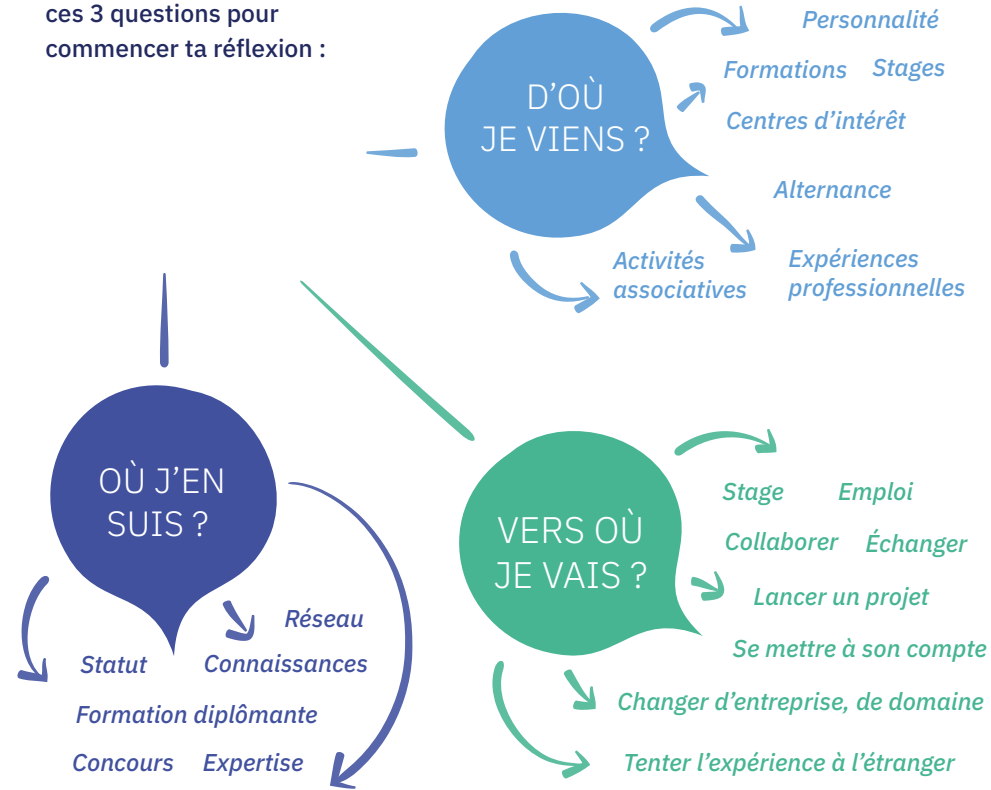 ces 3 questions pour
commencer ta réflexion :
D’OÙ
JE VIENS ?
Personnalité
Formations Stages
Centres d’intérêt
Alternance
Expériences
professionnelles
Activités
associatives
OÙ J’EN
SUIS ?
Réseau
Statut Connaissances
Formation diplômante
Concours Expertise
VERS OÙ
JE VAIS ?
Stage Emploi
Collaborer Échanger
Lancer un projet
Se mettre à son compte
Changer d’entreprise, de domaine
Tenter l’expérience à l’étranger